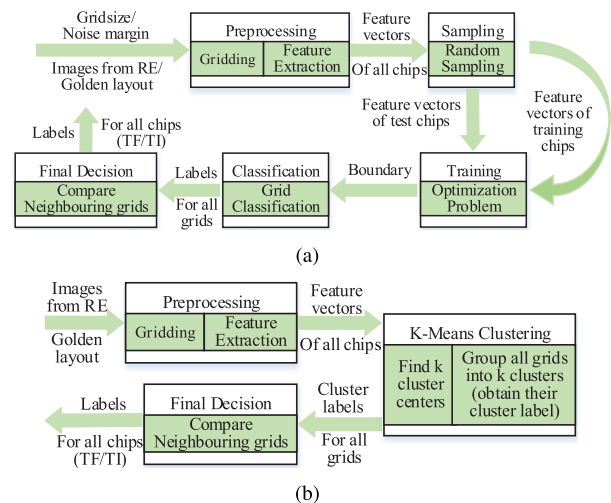 Gridsize/
Noise margin
Images from RE/
Golden layout
Preprocessing
Gridding
Feature
Extraction
Feature
vectors
Of all chips
Sampling
Random
Sampling
Feature vectors
of test chips
Feature
vectors of
training
chips
Labels
For all chips
(TF/TI)
Final Decision
Compare
Neighbouring grids
Labels
For all
grids
Classification
Grid
Classification
Boundary
Training
Optimization
Problem
(a)
Images
from RE
Golden
layout
Preprocessing
Gridding
Feature
Extraction
Feature
vectors
Of all chips
K-Means Clustering
Find k
cluster
centers
Group all grids
into k clusters
(obtain their
cluster label)
Labels
For all chips
(TF/TI)
Final Decision
Compare
Neighbouring grids
Cluster
labels
For all
grids
(b)